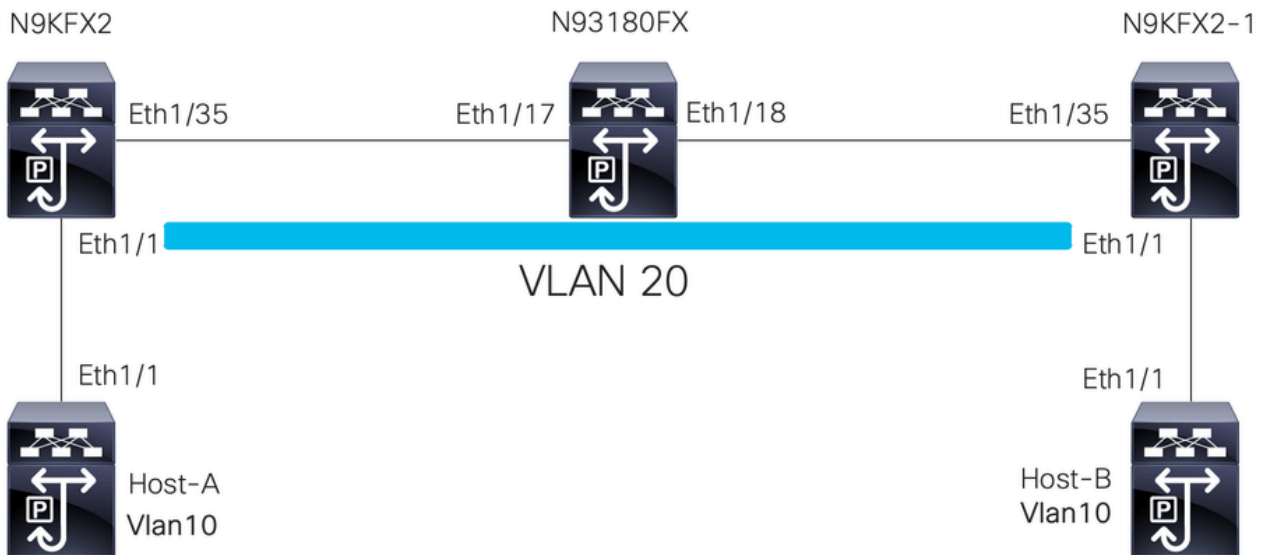 N9KFX2
N93180FX
N9KFX2-1
Eth1/35
Eth1/17
Eth1/18
Eth1/35
P
P
P
Eth1/1
Eth1/1
VLAN 20
Eth1/1
Eth1/1
Host-A
Vlan10
Host-B
Vlan10
P
P